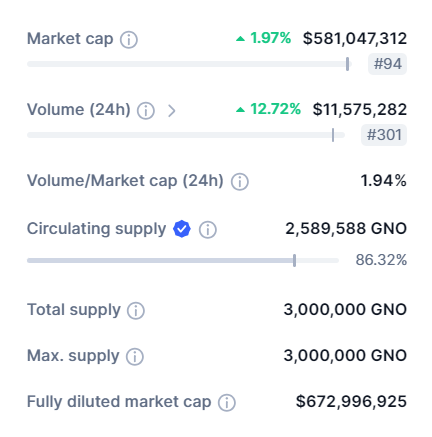 Market cap 1.97% $581,047,312
#94
Volume (24h) 12.72% $11,575,282
#301
Volume/Market cap (24h) 1.94%
Circulating supply 2,589,588 GNO
86.32%
Total supply 3,000,000 GNO
Max. supply 3,000,000 GNO
Fully diluted market cap $672,996,925